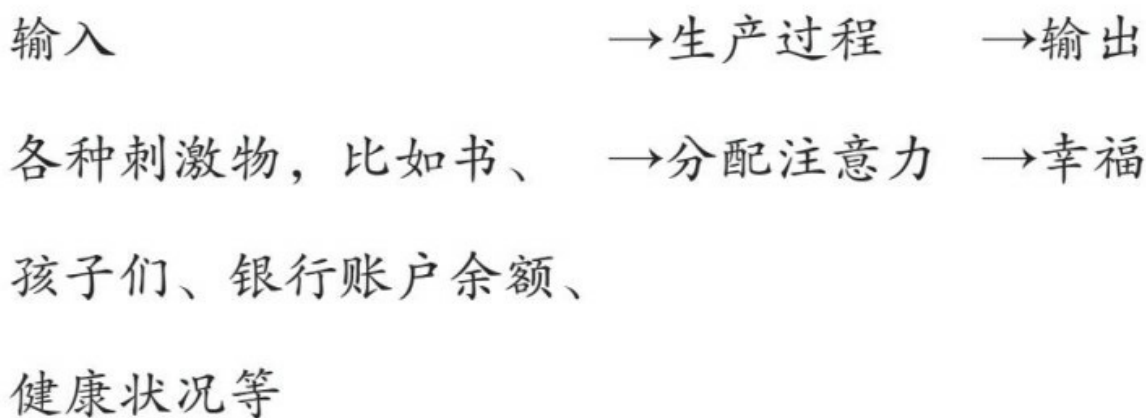 输入 →生产过程 →输出
各种刺激物，比如书、 →分配注意力 →幸福
孩子们、银行账户余额、
健康状况等